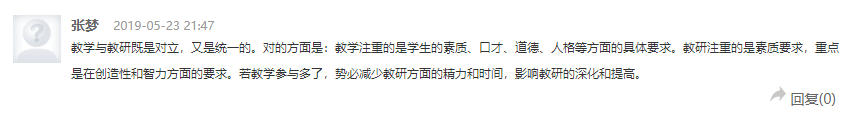 张梦 2019-05-23 21:47
教学与教研既是对立，又是统一的。对的方面是：教学注重的是学生的素质、口才、道德、人格等方面的具体要求。教研注重的是素质要求，重点
是在创造性和智力方面的要求。若教学参与多了，势必减少教研方面的精力和时间，影响教研的深化和提高。
回复(0)